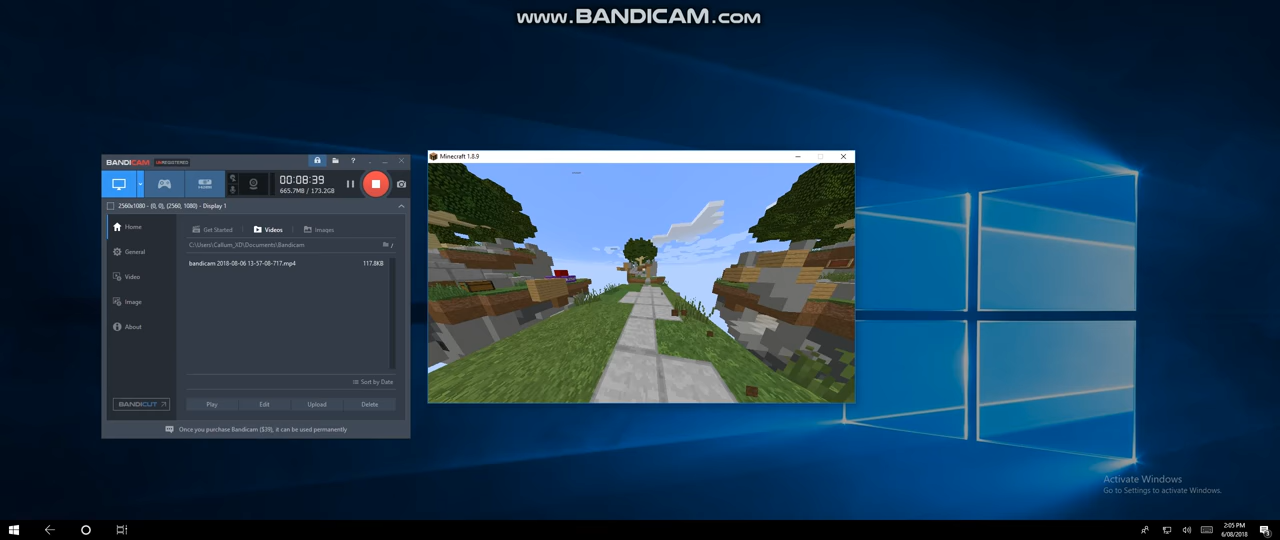 www.BANDICAM.com
BANDICAM UNREGISTERED
?
00:08:39
665.7MB / 173.2GB
2560x1080 - (0, 0), (2560, 1080) - Display 1
Home
General
Video
Image
About
BANDICUT
Get Started
Videos
Images
C:\Users\Callum_XD\Documents\Bandicam
bandicam 2018-08-06 13-57-08-717.mp4
117.8KB
Sort by Date
Play
Edit
Upload
Delete
Once you purchase Bandicam ($39), it can be used permanently
Minecraft 1.8.9
Activate Windows
Go to Settings to activate Windows.
2:05 PM
6/08/2018